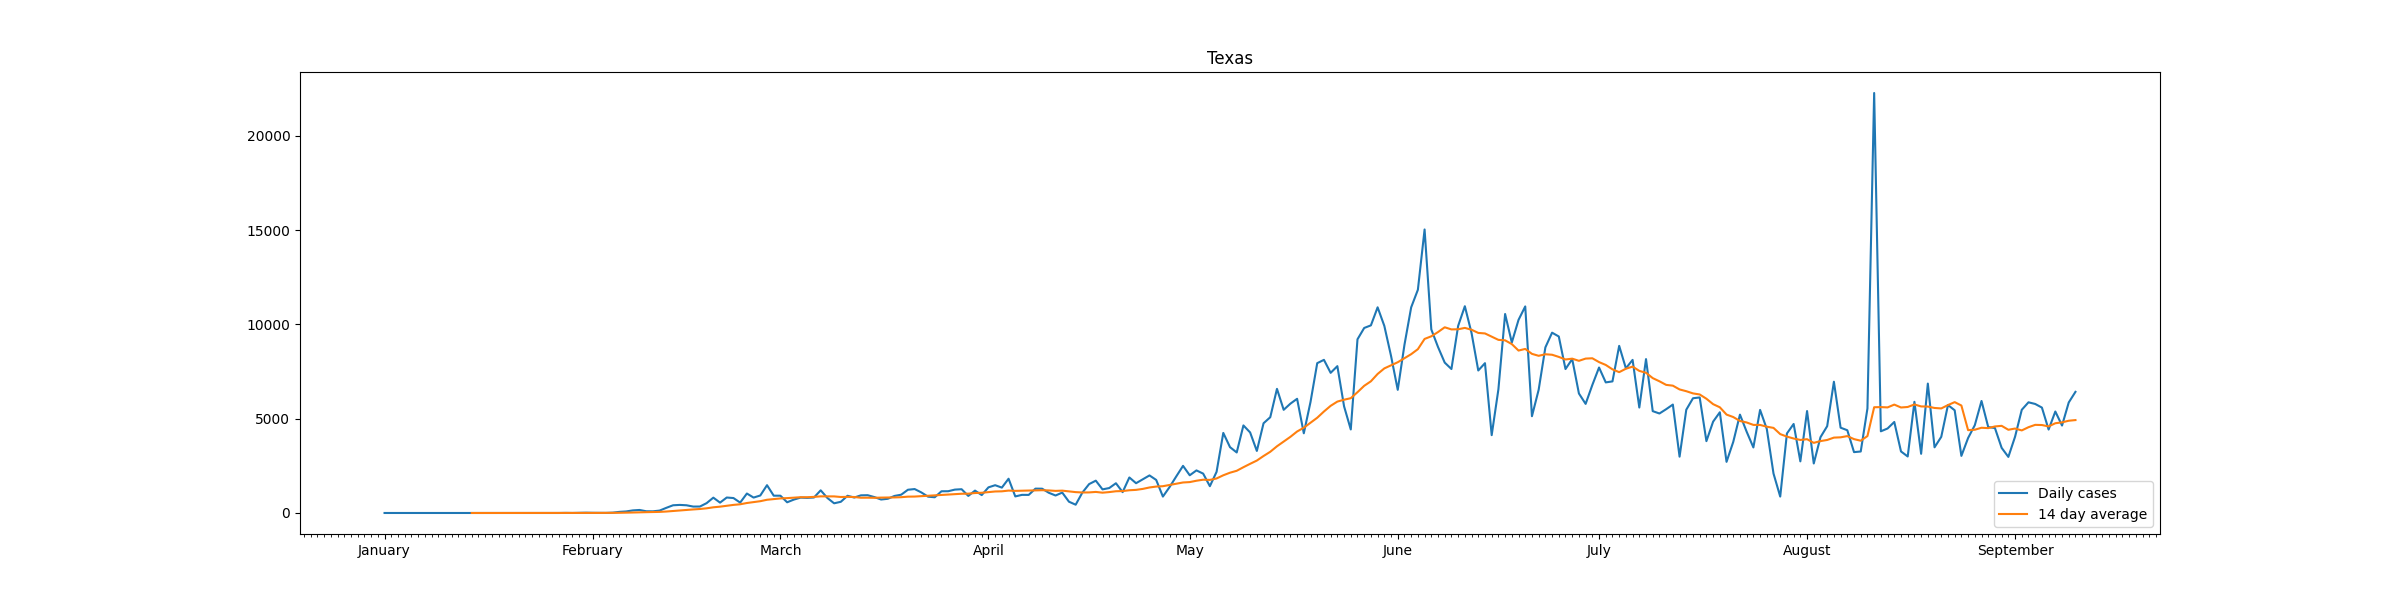 Texas
20000
15000
10000
5000
0
January February March April May June July August September
Daily cases
14 day average